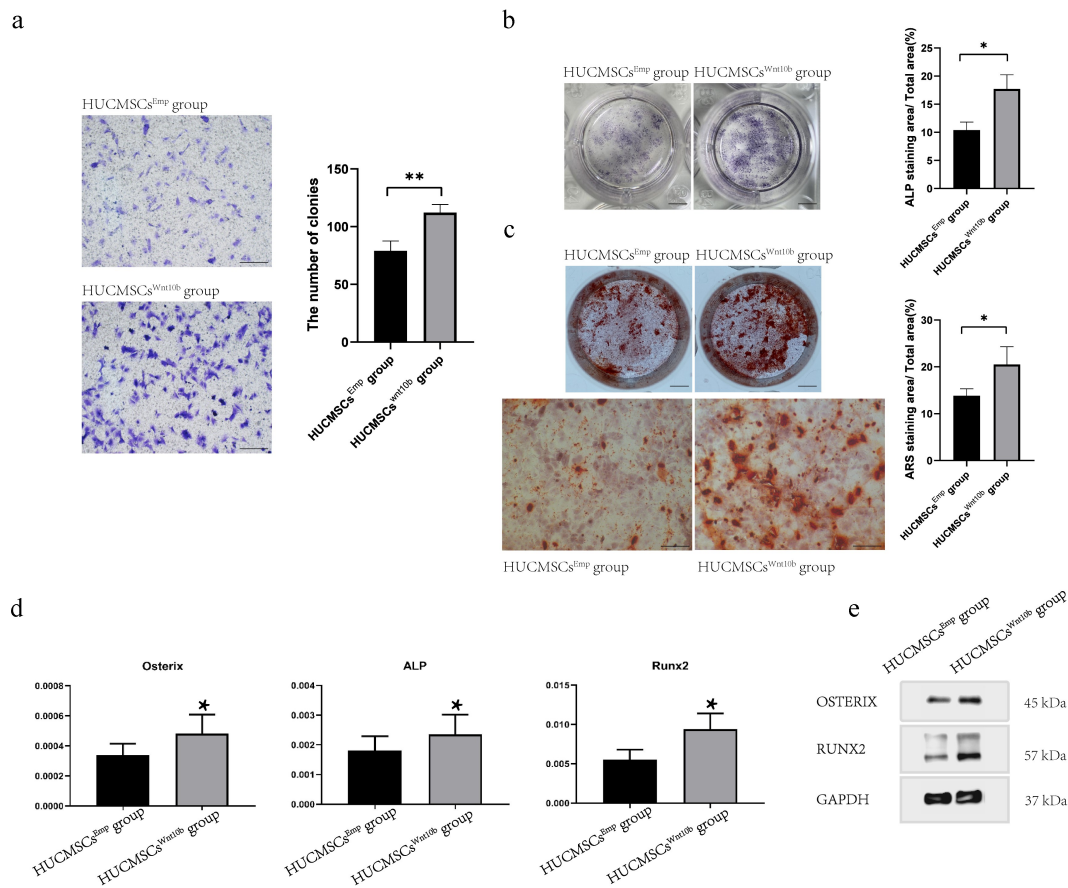 a
HUCMSCsEmp group
HUCMSCsWnt10b group
The number of clonies
150
100
50
0
**
HUCMSCsEmp group
HUCMSCswnt10b group
b
HUCMSCsEmp group HUCMSCsWnt10b group
ALP staining area/ Total area(%)
25
20
15
10
5
0
*
HUCMSCsEmp group
HUCMSCsWnt10b group
c
HUCMSCsEmp group HUCMSCsWnt10b group
HUCMSCsEmp group HUCMSCsWnt10b group
ARS staining area/ Total area(%)
30
20
10
0
*
HUCMSCsEmp group
HUCMSCsWnt10b group
d
Osterix
0.0008
0.0006
0.0004
0.0002
0.0000
*
HUCMSCsEmp group
HUCMSCsWnt10b group
ALP
0.004
0.003
0.002
0.001
0.000
*
HUCMSCsEmp group
HUCMSCsWnt10b group
Runx2
0.015
0.010
0.005
0.000
*
HUCMSCsEmp group
HUCMSCsWnt10b group
e
HUCMSCsEmp group
HUCMSCsWnt10b group
OSTERIX 45 kDa
RUNX2 57 kDa
GAPDH 37 kDa